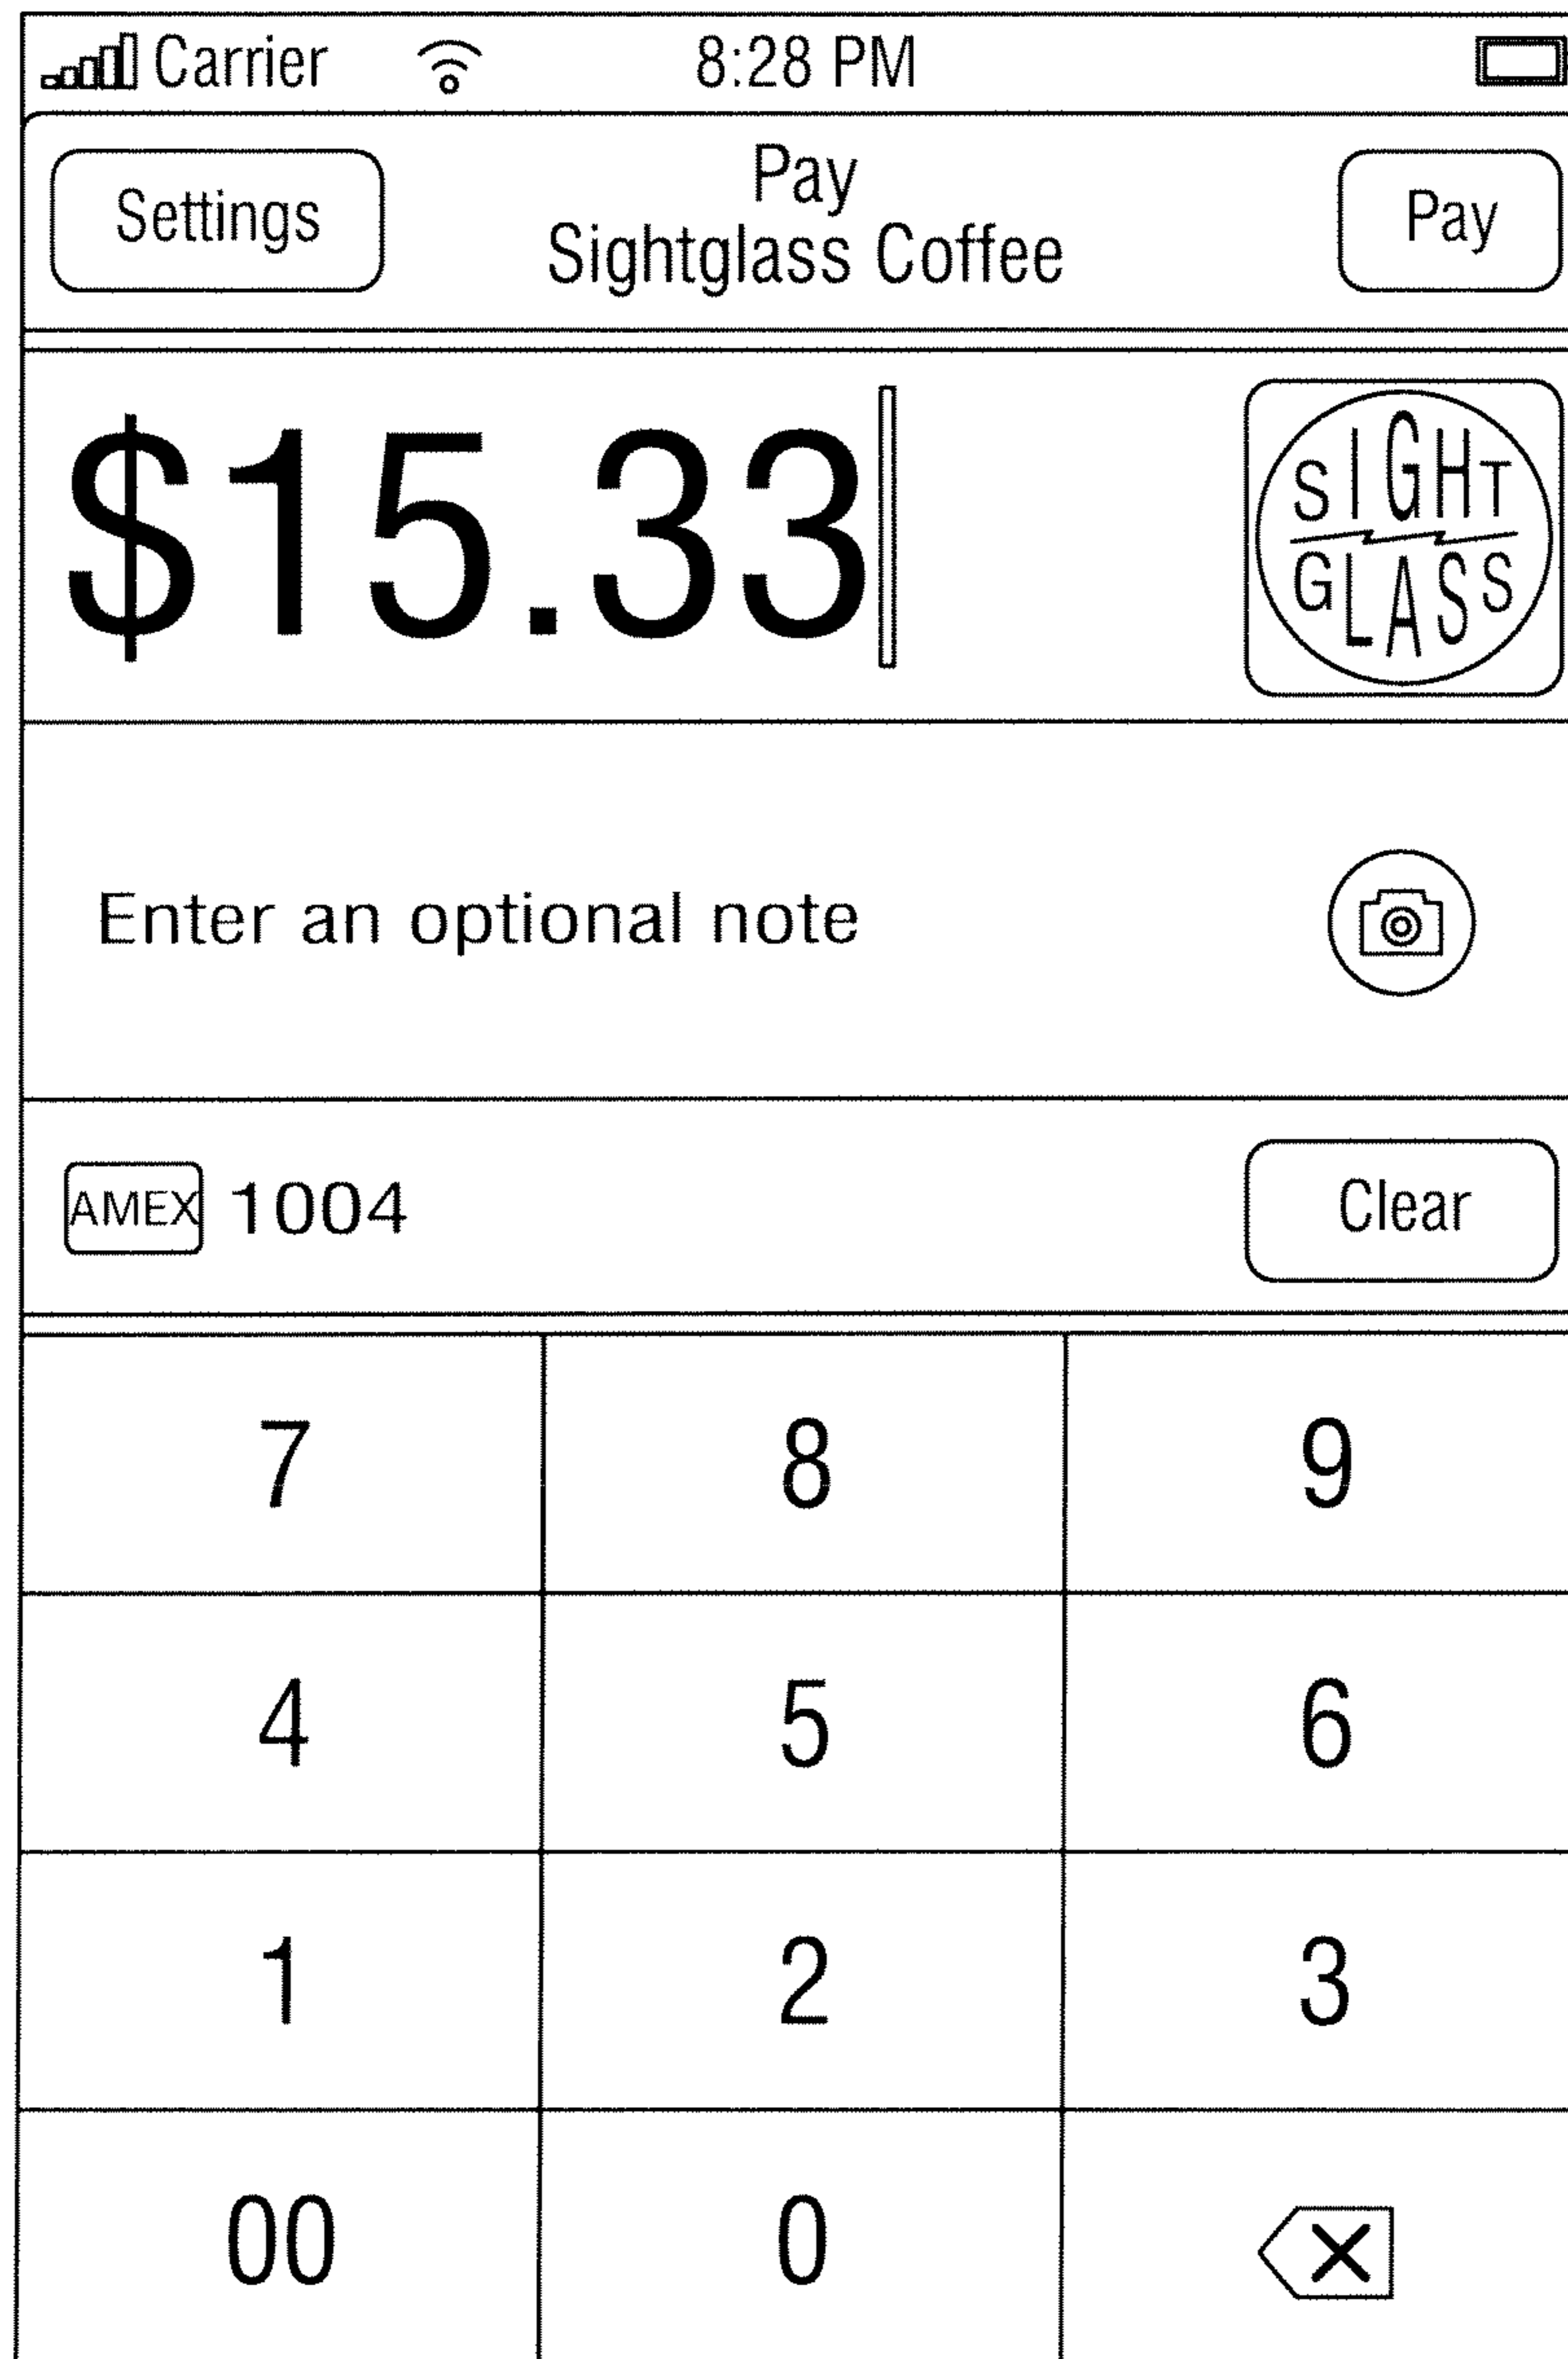 Carrier 8:28 PM
Settings
Pay
Sightglass Coffee
Pay
$15.33
SIGHT
GLASS
Enter an optional note
AMEX 1004
Clear
7 8 9
4 5 6
1 2 3
00 0